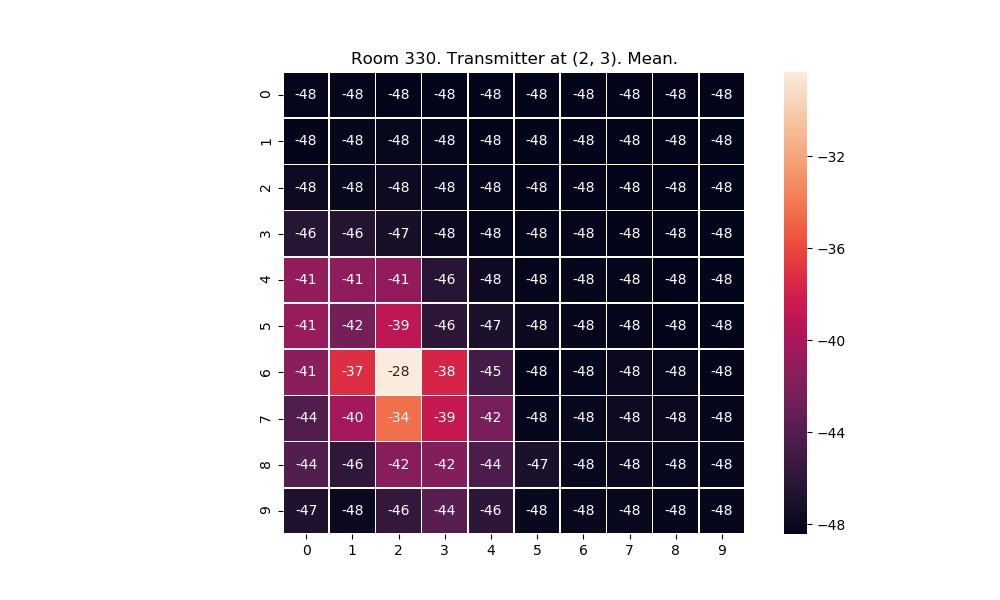 Room 330. Transmitter at (2, 3). Mean.
0 -48 -48 -48 -48 -48 -48 -48 -48 -48 -48
1 -48 -48 -48 -48 -48 -48 -48 -48 -48 -48
2 -48 -48 -48 -48 -48 -48 -48 -48 -48 -48
3 -46 -46 -47 -48 -48 -48 -48 -48 -48 -48
4 -41 -41 -41 -46 -48 -48 -48 -48 -48 -48
5 -41 -42 -39 -46 -47 -48 -48 -48 -48 -48
6 -41 -37 -28 -38 -45 -48 -48 -48 -48 -48
7 -44 -40 -34 -39 -42 -48 -48 -48 -48 -48
8 -44 -46 -42 -42 -44 -47 -48 -48 -48 -48
9 -47 -48 -46 -44 -46 -48 -48 -48 -48 -48
0 1 2 3 4 5 6 7 8 9
−32
−36
−40
−44
−48